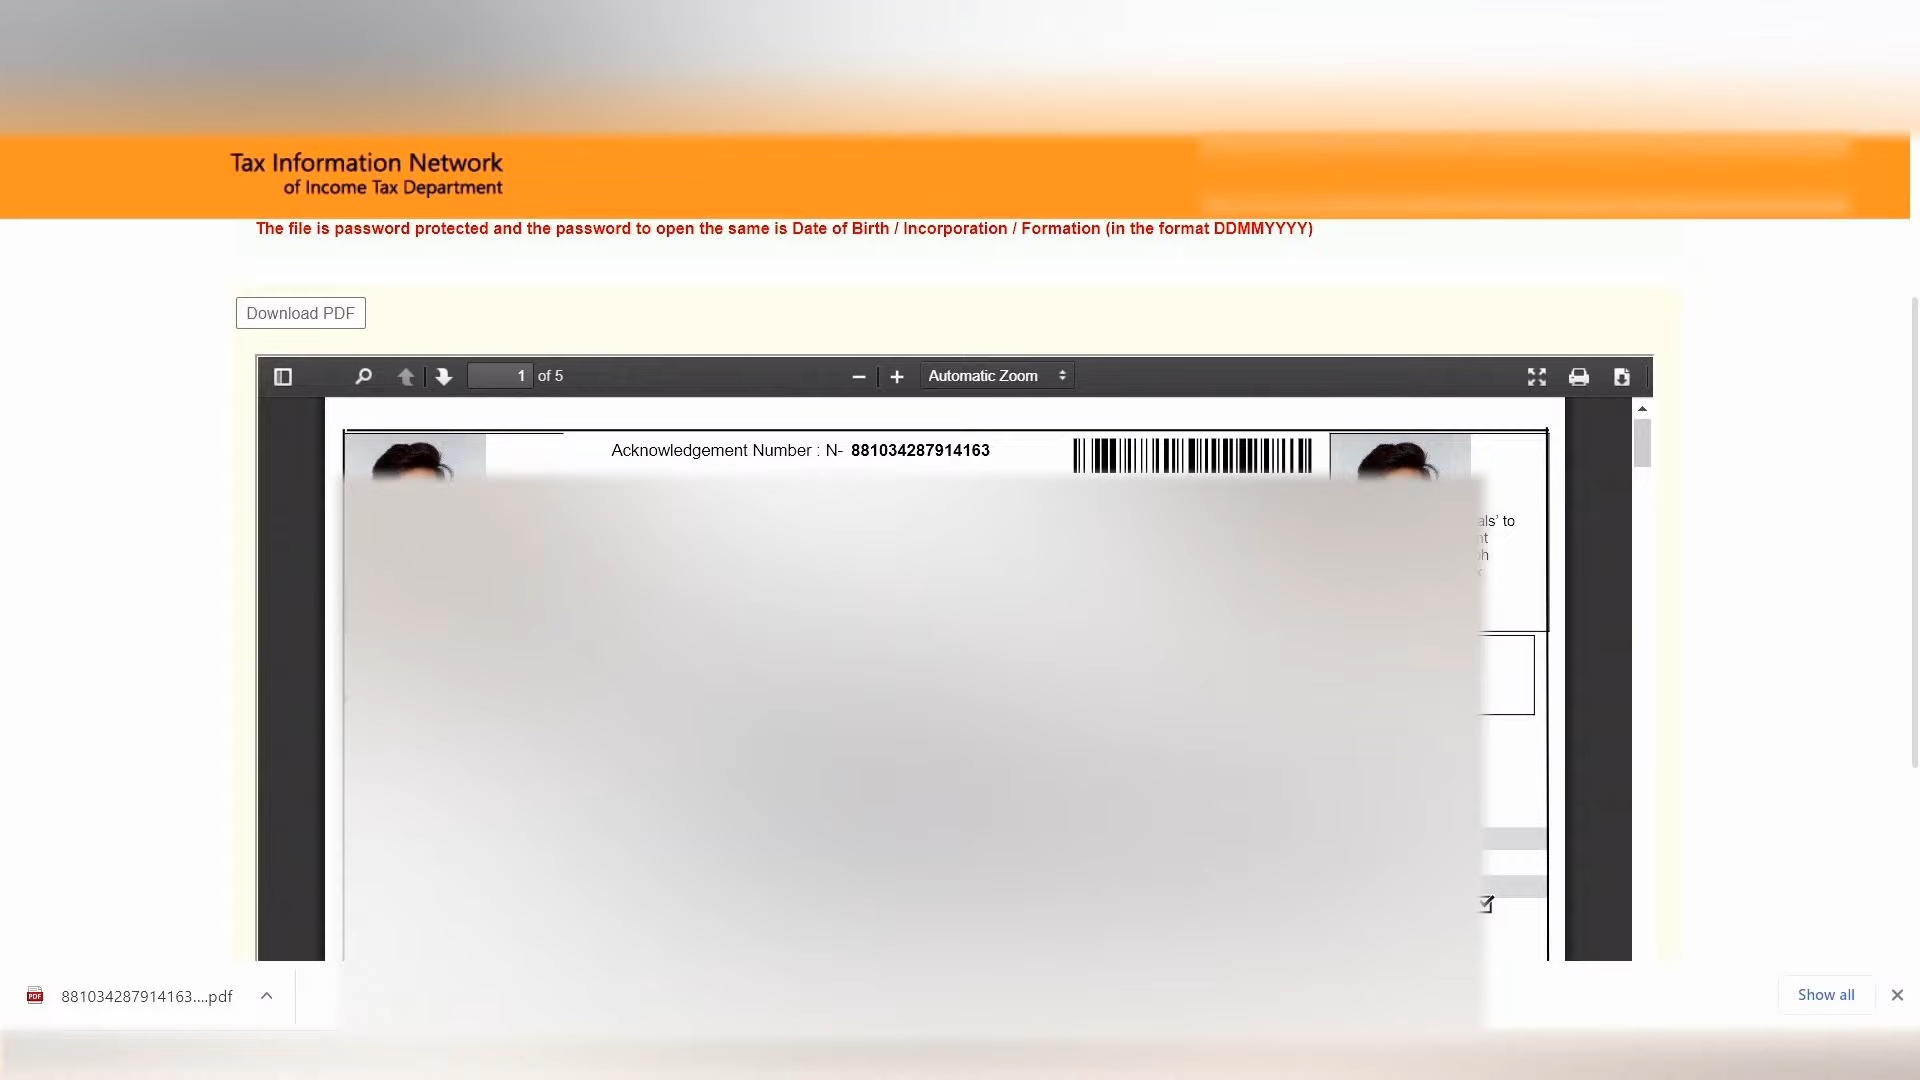 Tax Information Network
of Income Tax Department
The file is password protected and the password to open the same is Date of Birth / Incorporation / Formation (in the format DDMMYYYY)
Download PDF
1 of 5
Automatic Zoom
Acknowledgement Number : N- 881034287914163
als' to
881034287914163....pdf
Show all